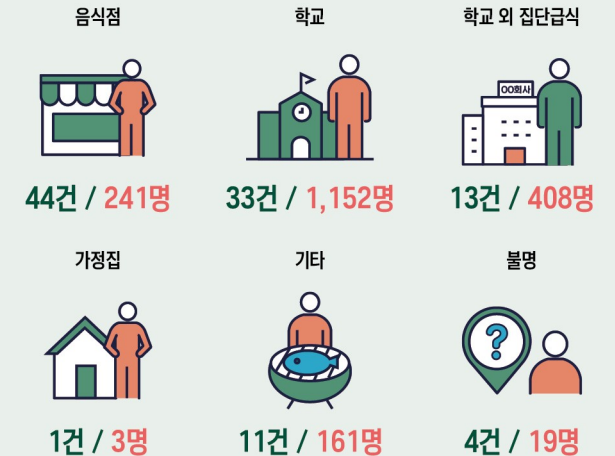 음식점
학교
학교 외 집단급식
OO회사
44건 / 241명
33건 / 1,152명
13건 / 408명
가정집
기타
불명
?
1건 / 3명
11건 / 161명
4건 / 19명